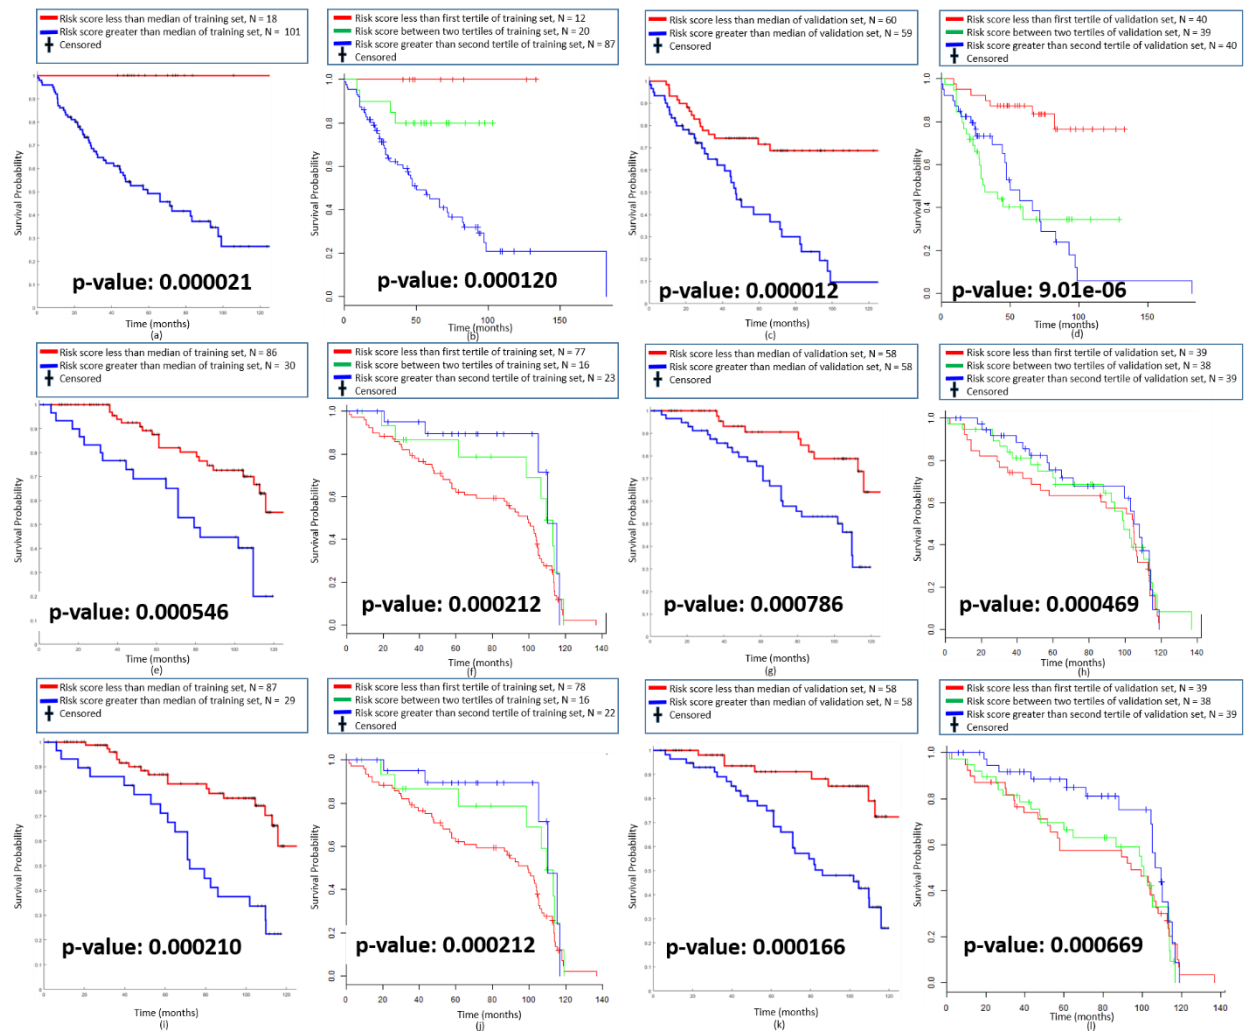 Risk score less than median of training set, N = 18
Risk score greater than median of training set, N = 101
Censored
Survival Probability
p-value: 0.000021
Time (months)
(a)
Risk score less than first tertile of training set, N = 12
Risk score between two tertiles of training set, N = 20
Risk score greater than second tertile of training set, N = 87
Censored
Survival Probability
p-value: 0.000120
Time (months)
(b)
Risk score less than median of validation set, N = 60
Risk score greater than median of validation set, N = 59
Censored
Survival Probability
p-value: 0.000012
Time (months)
(c)
Risk score less than first tertile of validation set, N = 40
Risk score between two tertiles of validation set, N = 39
Risk score greater than second tertile of validation set, N = 40
Censored
Survival Probability
p-value: 9.01e-06
Time (months)
(d)
Risk score less than median of training set, N = 86
Risk score greater than median of training set, N = 30
Censored
Survival Probability
p-value: 0.000546
Time (months)
(e)
Risk score less than first tertile of training set, N = 77
Risk score between two tertiles of training set, N = 16
Risk score greater than second tertile of training set, N = 23
Censored
Survival Probability
p-value: 0.000212
Time (months)
(f)
Risk score less than median of validation set, N = 58
Risk score greater than median of validation set, N = 58
Censored
Survival Probability
p-value: 0.000786
Time (months)
(g)
Risk score less than first tertile of validation set, N = 39
Risk score between two tertiles of validation set, N = 38
Risk score greater than second tertile of validation set, N = 39
Censored
Survival Probability
p-value: 0.000469
Time (months)
(h)
Risk score less than median of training set, N = 87
Risk score greater than median of training set, N = 29
Censored
Survival Probability
p-value: 0.000210
Time (months)
(i)
Risk score less than first tertile of training set, N = 78
Risk score between two tertiles of training set, N = 16
Risk score greater than second tertile of training set, N = 22
Censored
Survival Probability
p-value: 0.000212
Time (months)
(j)
Risk score less than median of validation set, N = 58
Risk score greater than median of validation set, N = 58
Censored
Survival Probability
p-value: 0.000166
Time (months)
(k)
Risk score less than first tertile of validation set, N = 39
Risk score between two tertiles of validation set, N = 38
Risk score greater than second tertile of validation set, N = 39
Censored
Survival Probability
p-value: 0.000669
Time (months)
(l)